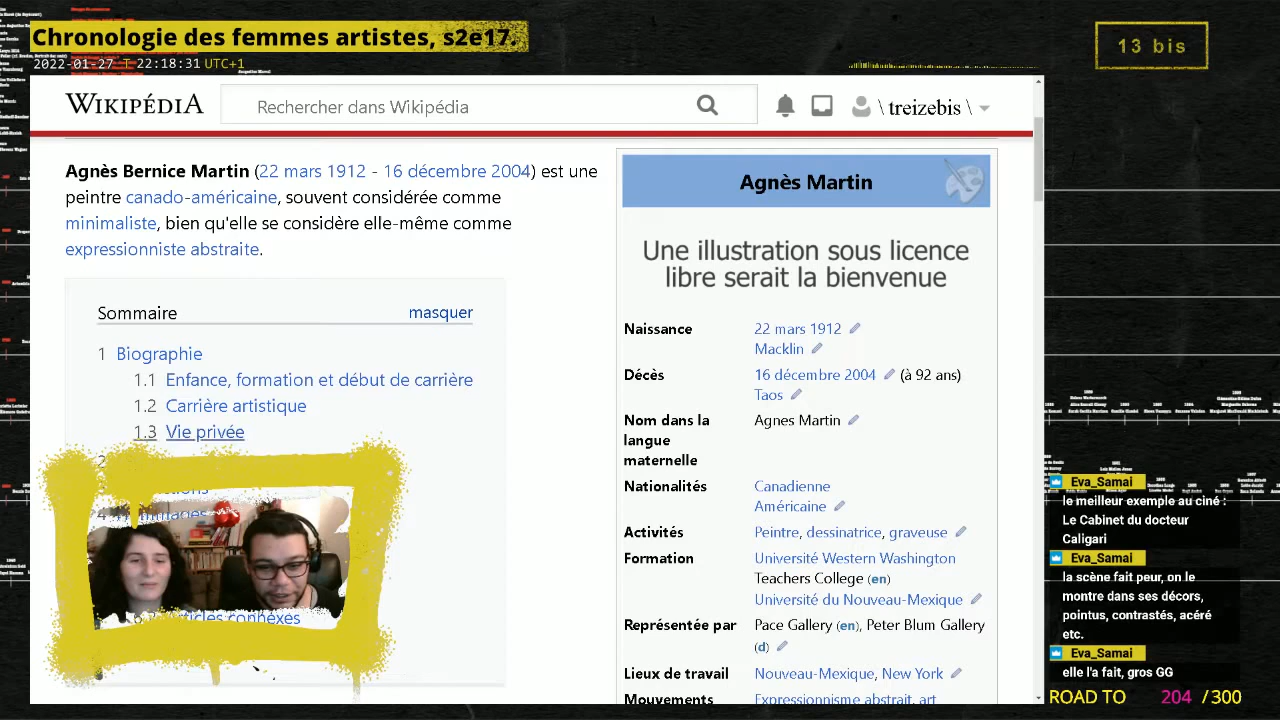 Chronologie des femmes artistes, s2e17.
2022-01-27 T 22:18:31 UTC+1
13 bis
WIKIPÉDIA
Rechercher dans Wikipédia
\ treizebis \
Agnès Bernice Martin (22 mars 1912 - 16 décembre 2004) est une
peintre canado-américaine, souvent considérée comme
minimaliste, bien qu'elle se considère elle-même comme
expressionniste abstraite.
Sommaire
masquer
1 Biographie
1.1 Enfance, formation et début de carrière
1.2 Carrière artistique
1.3 Vie privée
Agnès Martin
Une illustration sous licence
libre serait la bienvenue
Naissance
22 mars 1912
Macklin
Décès
16 décembre 2004 (à 92 ans)
Taos
Nom dans la
langue
maternelle
Agnes Martin
Nationalités
Canadienne
Américaine
Activités
Peintre, dessinatrice, graveuse
Formation
Université Western Washington
Teachers College (en)
Université du Nouveau-Mexique
Représentée par
Pace Gallery (en), Peter Blum Gallery
(d)
Lieux de travail
Nouveau-Mexique, New York
Mouvements
Expressionnisme abstrait, art
Eva_Samai
le meilleur exemple au ciné :
Le Cabinet du docteur
Caligari
Eva_Samai
la scène fait peur, on le
montre dans ses décors,
pointus, contrastés, acéré
etc.
Eva_Samai
elle l'a fait, gros GG
ROAD TO 204 /300